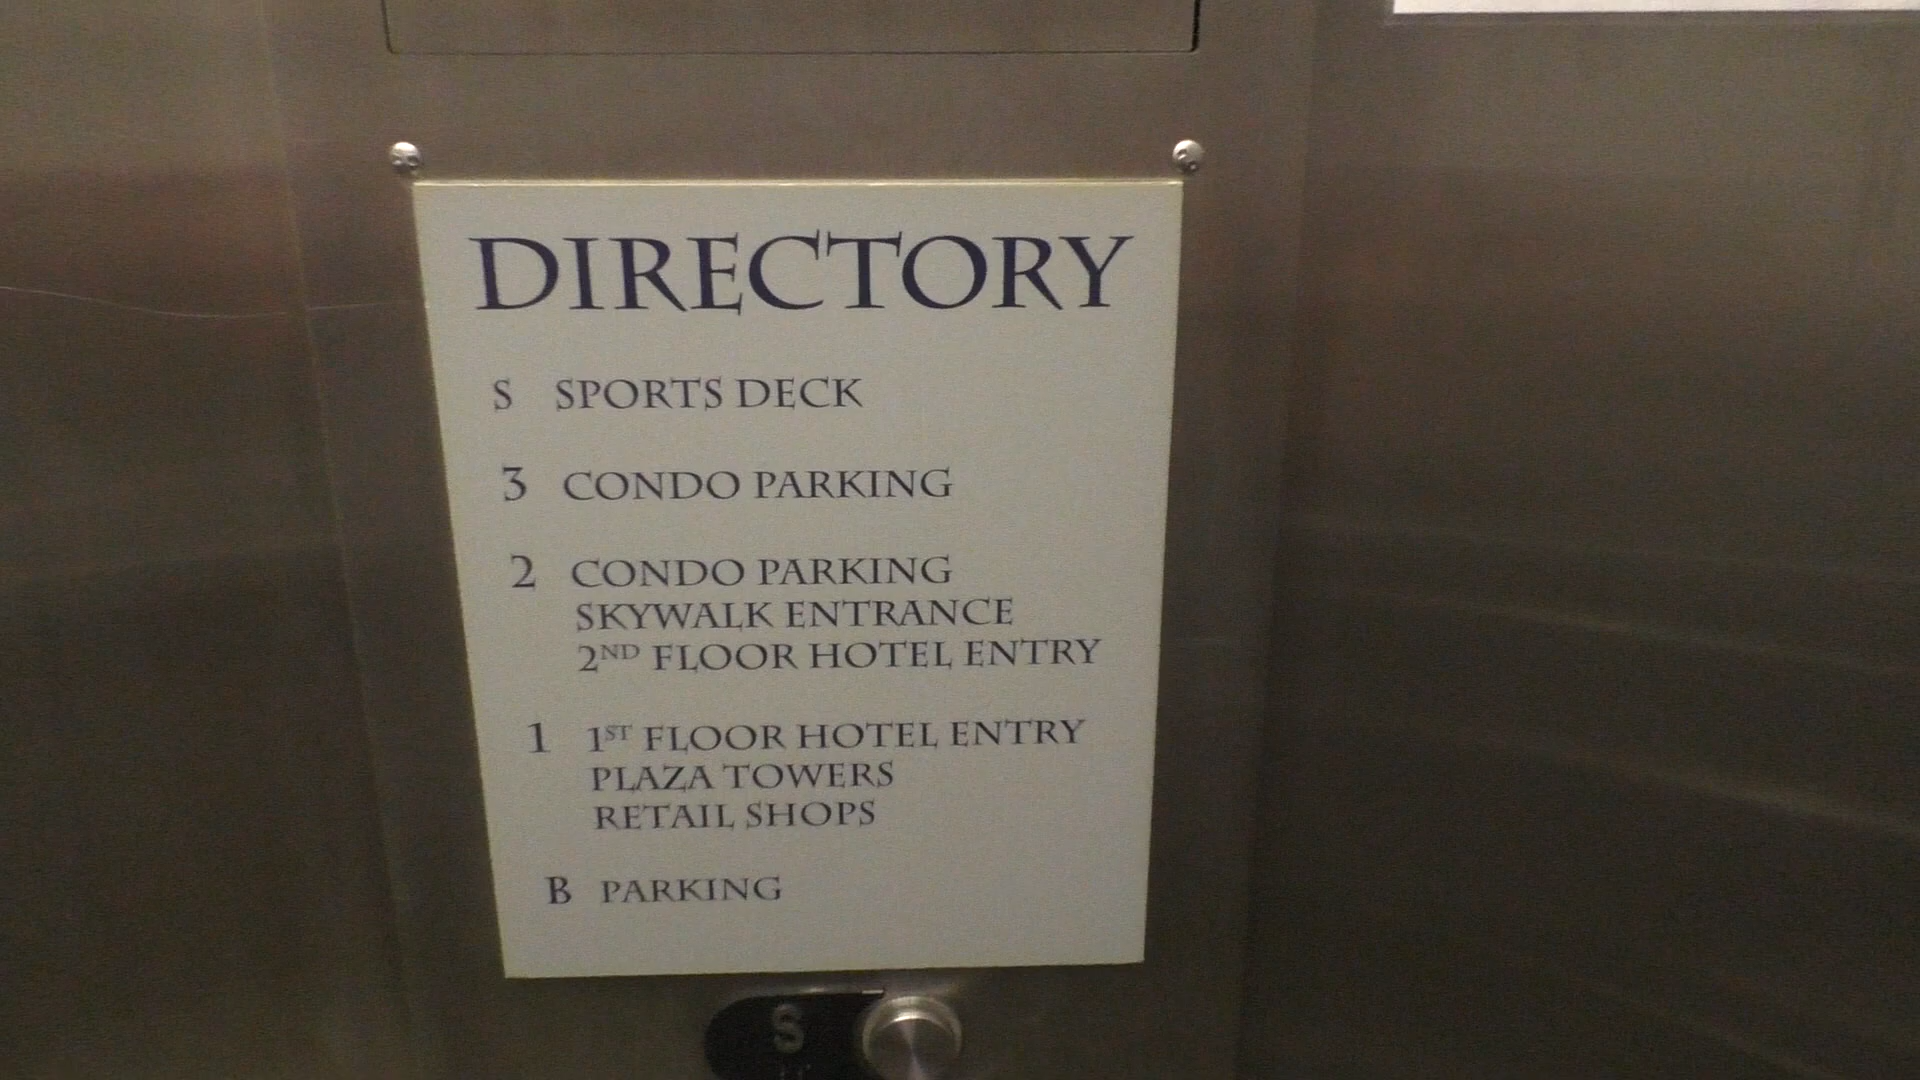 DIRECTORY
S SPORTS DECK
3 CONDO PARKING
2 CONDO PARKING
SKYWALK ENTRANCE
2ND FLOOR HOTEL ENTRY
1 1ST FLOOR HOTEL ENTRY
PLAZA TOWERS
RETAIL SHOPS
B PARKING
S